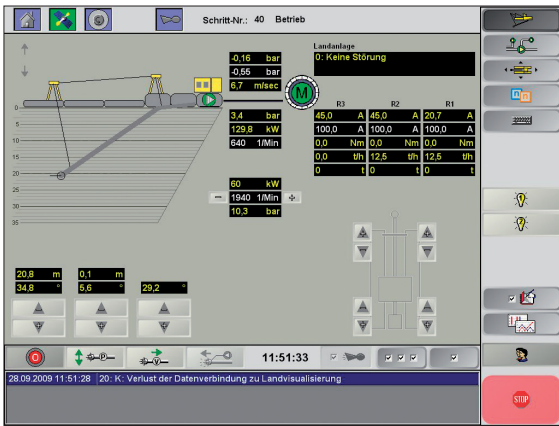 Schritt-Nr.: 40 Betrieb
-0,16 bar
-0,55 bar
6,7 m/sec
Landanlage
0: Keine Störung
M
R3 R2 R1
45,0 A 45,0 A 20,7 A
100,0 A 100,0 A 100,0 A
0,0 Nm 0,0 Nm 0,0 Nm
0,0 t/h 12,5 t/h 12,5 t/h
0 t 0 t 0 t
3,4 bar
129,8 kW
640 1/Min
0
5
10
15
20
25
30
35
60 kW
1940 1/Min
10,3 bar
20,8 m 0,1 m
34,8 ° 5,6 ° 29,2 °
0 P V 11:51:33
28.09.2009 11:51:28 20: K: Verlust der Datenverbindung zu Landvisualisierung
n n
1
2
STOP